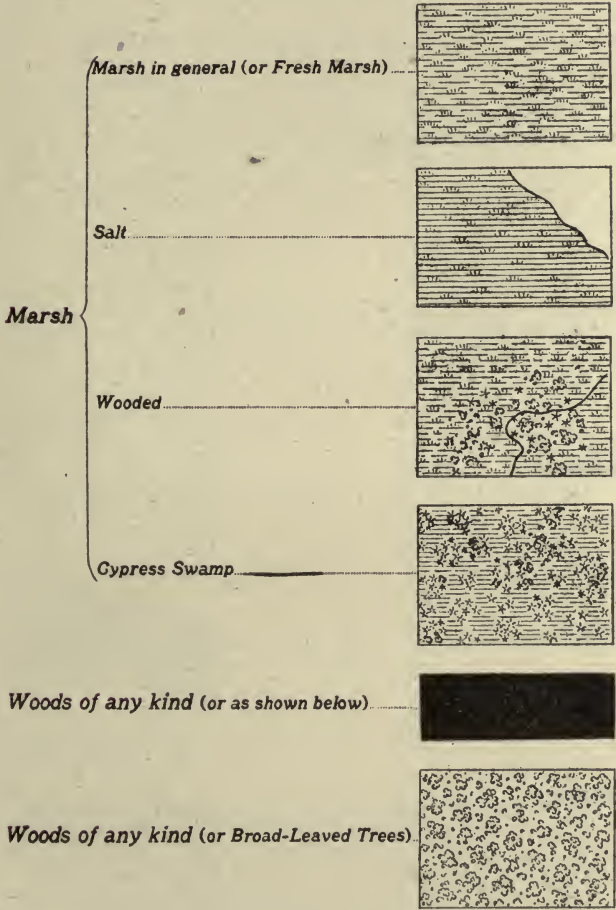 Marsh in general (or Fresh Marsh)
Salt
Marsh
Wooded
Cypress Swamp
Woods of any kind (or as shown below)
Woods of any kind (or Broad-Leaved Trees)